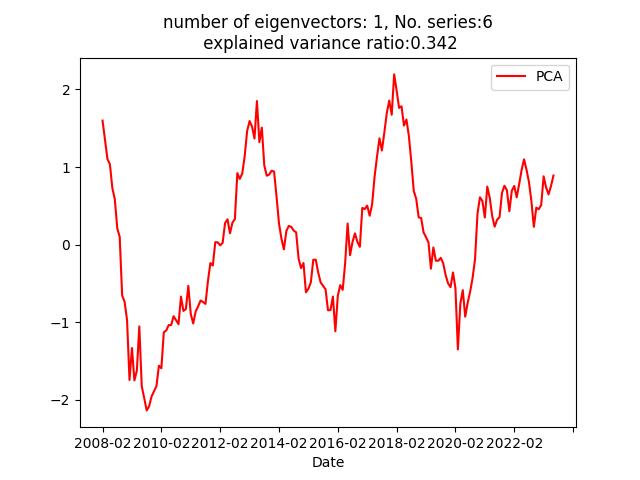 number of eigenvectors: 1, No. series:6
explained variance ratio:0.342
PCA
2
1
0
−1
−2
2008-02 2010-02 2012-02 2014-02 2016-02 2018-02 2020-02 2022-02
Date